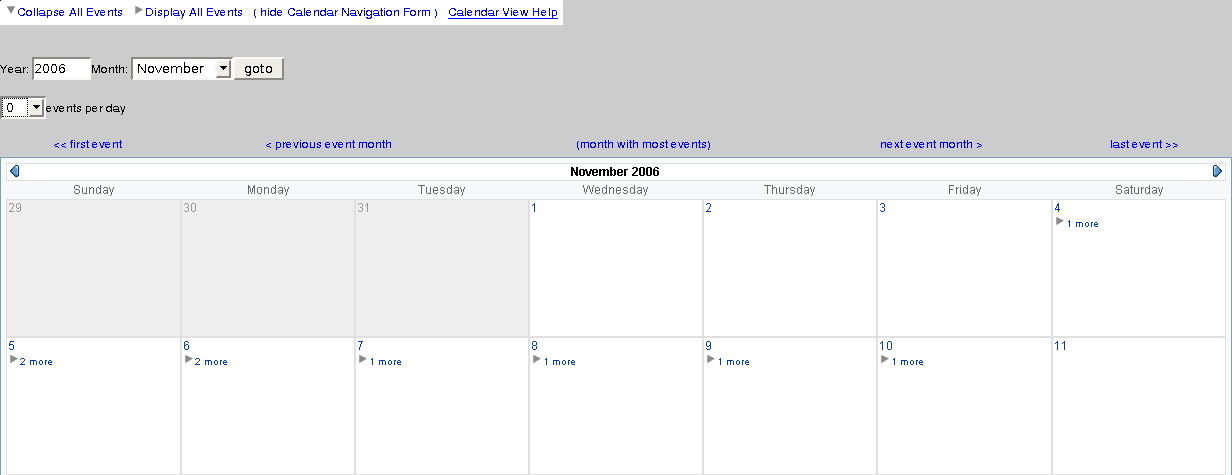 Collapse All Events Display All Events ( hide Calendar Navigation Form ) Calendar View Help
Year: 2006 Month: November goto
0 events per day
<< first event < previous event month (month with most events) next event month > last event >>
November 2006
Sunday Monday Tuesday Wednesday Thursday Friday Saturday
29 30 31 1 2 3 4
1 more
5 6 7 8 9 10 11
2 more 2 more 1 more 1 more 1 more 1 more